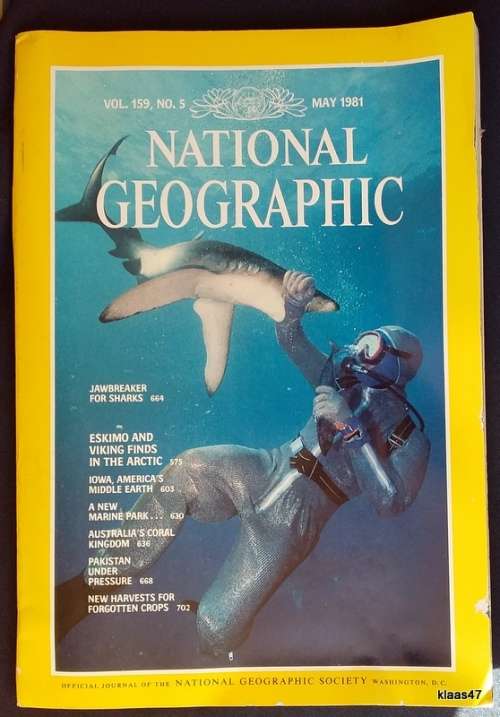 VOL. 159, NO. 5 MAY 1981
NATIONAL
GEOGRAPHIC
JAWBREAKER
FOR SHARKS 664
ESKIMO AND
VIKING FINDS
IN THE ARCTIC 575
IOWA, AMERICA'S
MIDDLE EARTH 603
A NEW
MARINE PARK... 630
AUSTRALIA'S CORAL
KINGDOM 636
PAKISTAN
UNDER
PRESSURE 668
NEW HARVESTS FOR
FORGOTTEN CROPS 702
OFFICIAL JOURNAL OF THE NATIONAL GEOGRAPHIC SOCIETY WASHINGTON, D.C.
klaas47